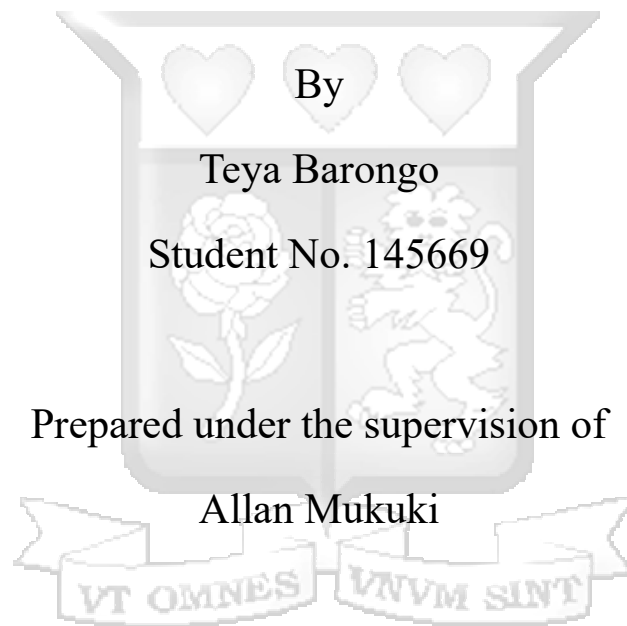 By
Teya Barongo
Student No. 145669
Prepared under the supervision of
Allan Mukuki
VT OMNES VNVM SINT